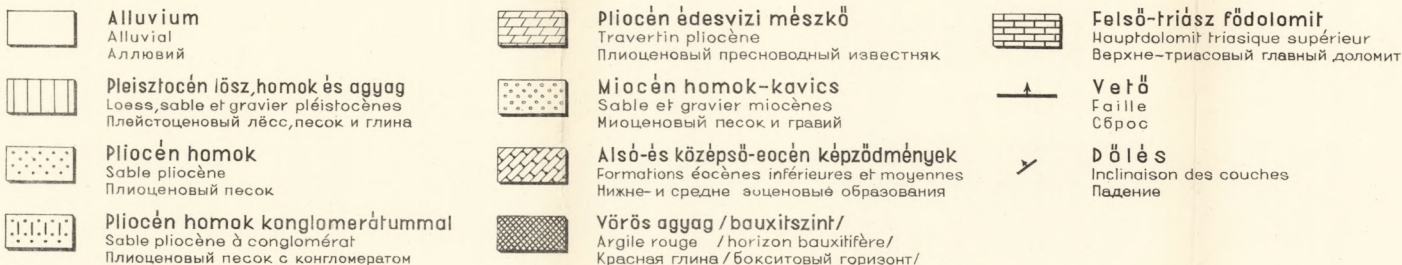 Alluvium
Alluvial
Аллювий
Pleisztocén lösz, homok és agyag
Loess, sable et gravier pléistocènes
Плейстоценовый лёсс, песок и глина
Pliocén homok
Sable pliocène
Плиоценовый песок
Pliocén homok konglomerátummal
Sable pliocène à conglomérat
Плиоценовый песок с конгломератом
Pliocén édesvizi mészkő
Travertin pliocène
Плиоценовый пресноводный известняк
Miocén homok-kavics
Sable et gravier miocènes
Миоценовый песок и гравий
Alsó-és középső-eocén képződmények
Formations éocènes inférieures et moyennes
Нижне- и средне эоценовые образования
Vörös agyag /bauxitszint/
Argile rouge /horizon bauxitifère/
Красная глина /бокситовый горизонт/
Felső-triász fődolomit
Hauptdolomit triasique supérieur
Верхне-триасовый главный доломит
Vető
Faille
Сброс
Dőlés
Inclinaison des couches
Падение